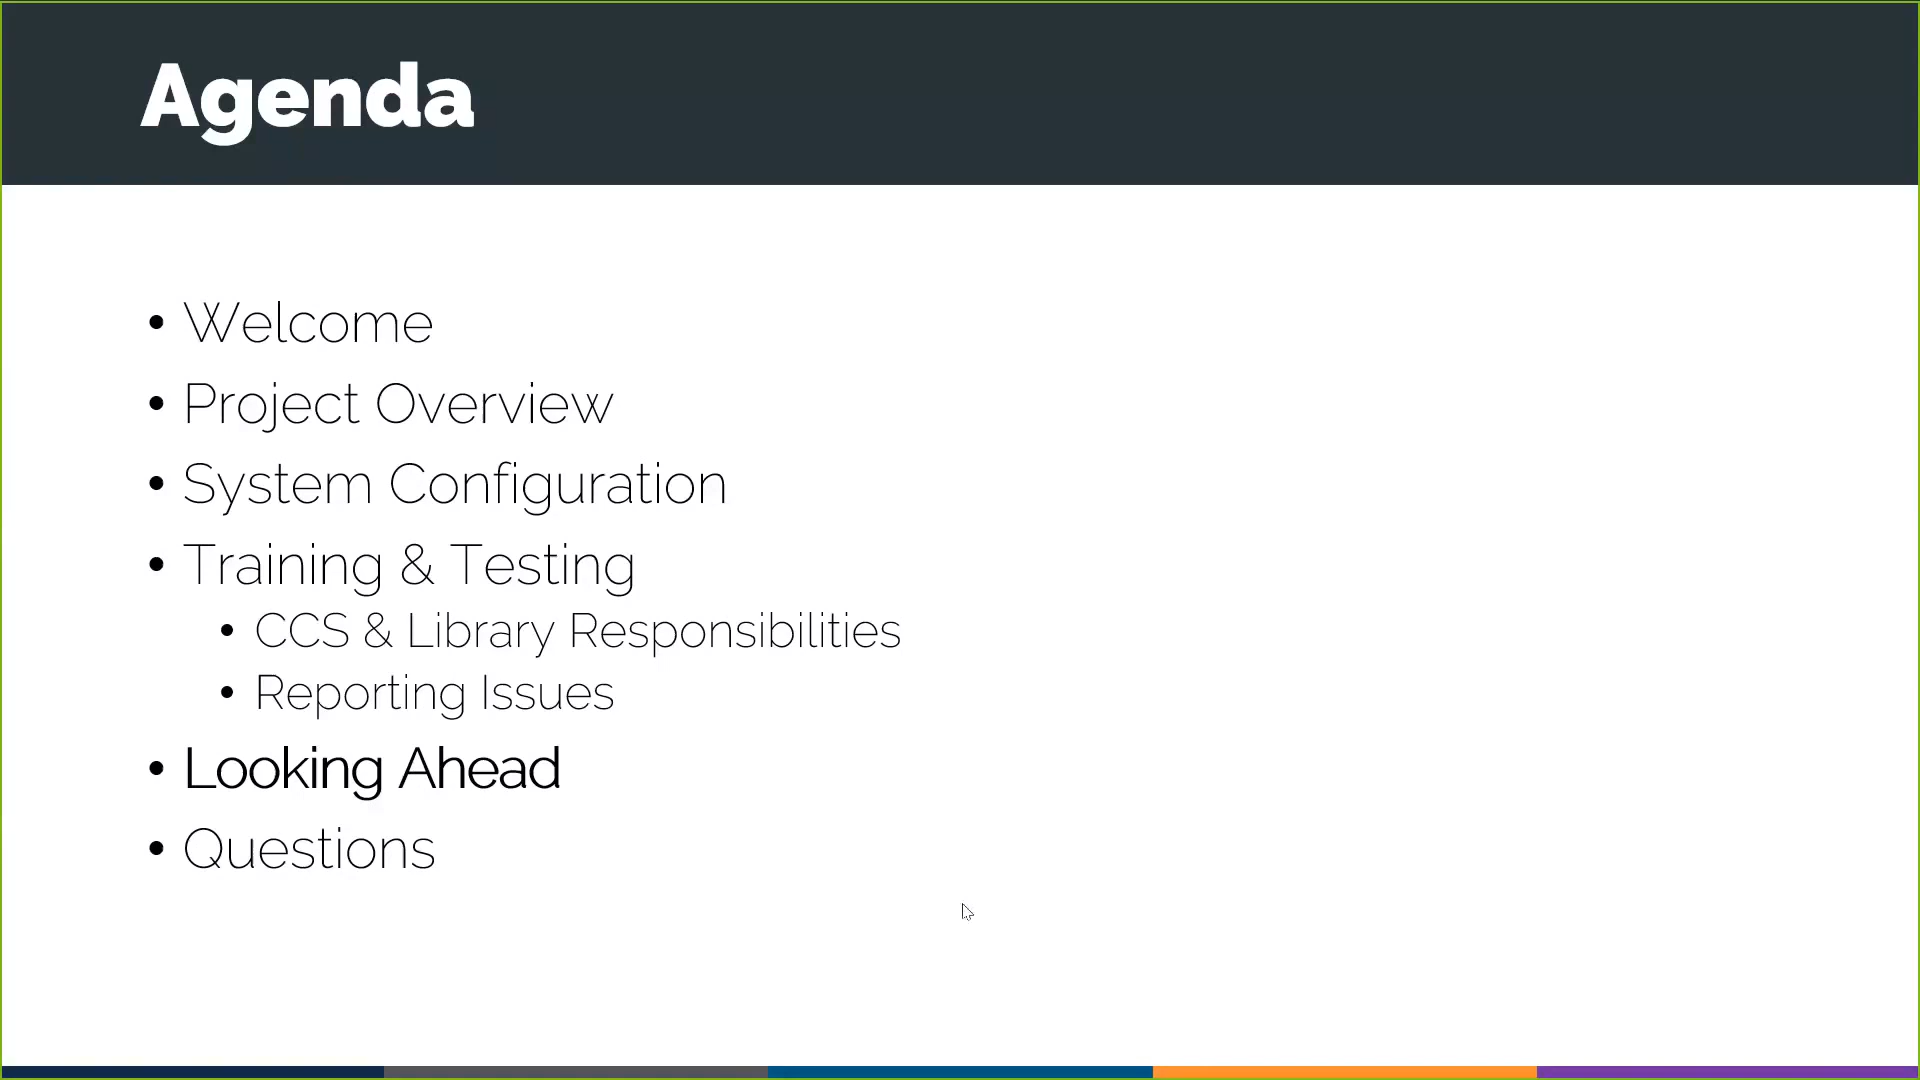 Agenda
• Welcome
• Project Overview
• System Configuration
• Training & Testing
• CCS & Library Responsibilities
• Reporting Issues
• Looking Ahead
• Questions